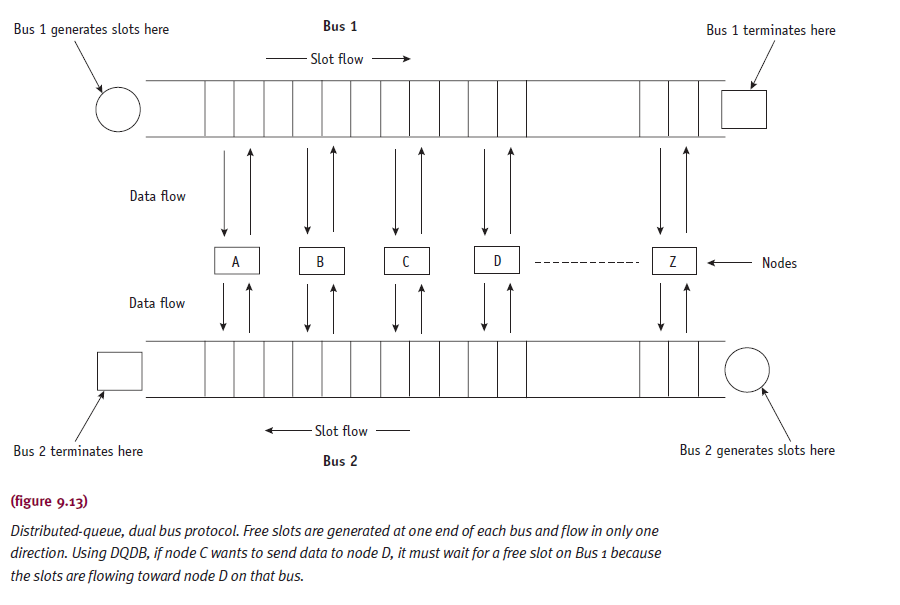 Bus 1 generates slots here
Bus 1
Bus 1 terminates here
Slot flow
Data flow
A
B
C
D
Z
Nodes
Data flow
Slot flow
Bus 2 terminates here
Bus 2
Bus 2 generates slots here
(figure 9.13)
Distributed-queue, dual bus protocol. Free slots are generated at one end of each bus and flow in only one
direction. Using DQDB, if node C wants to send data to node D, it must wait for a free slot on Bus 1 because
the slots are flowing toward node D on that bus.